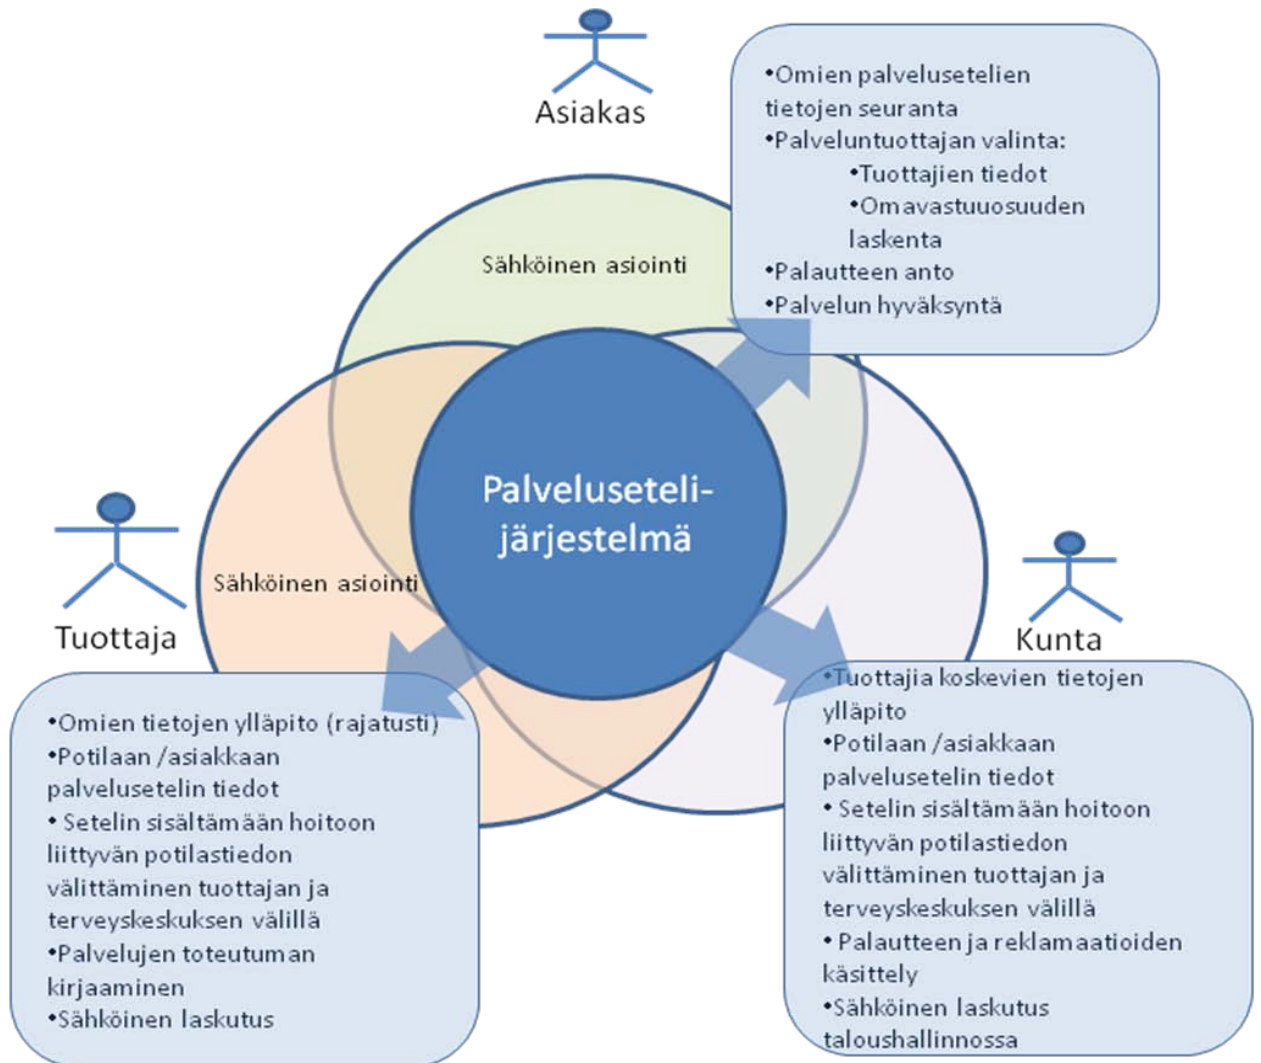 Asiakas
•Omien palvelusetelien
tietojen seuranta
•Palveluntuottajan valinta:
•Tuottajien tiedot
•Omavastuuosuuden
laskenta
•Palautteen anto
•Palvelun hyväksyntä
Sähköinen asiointi
Palveluseteli-
järjestelmä
Sähköinen asiointi
Tuottaja
•Omien tietojen ylläpito (rajatusti)
•Potilaan /asiakkaan
palvelusetelin tiedot
• Setelin sisältämään hoitoon
liittyvän potilastiedon
välittäminen tuottajan ja
terveyskeskuksen välillä
•Palvelujen toteutuman
kirjaaminen
•Sähköinen laskutus
Kunta
•Tuottajia koskevien tietojen
ylläpito
•Potilaan /asiakkaan
palvelusetelin tiedot
• Setelin sisältämään hoitoon
liittyvän potilastiedon
välittäminen tuottajan ja
terveyskeskuksen välillä
• Palautteen ja reklamaatioiden
käsittely
•Sähköinen laskutus
taloushallinnossa